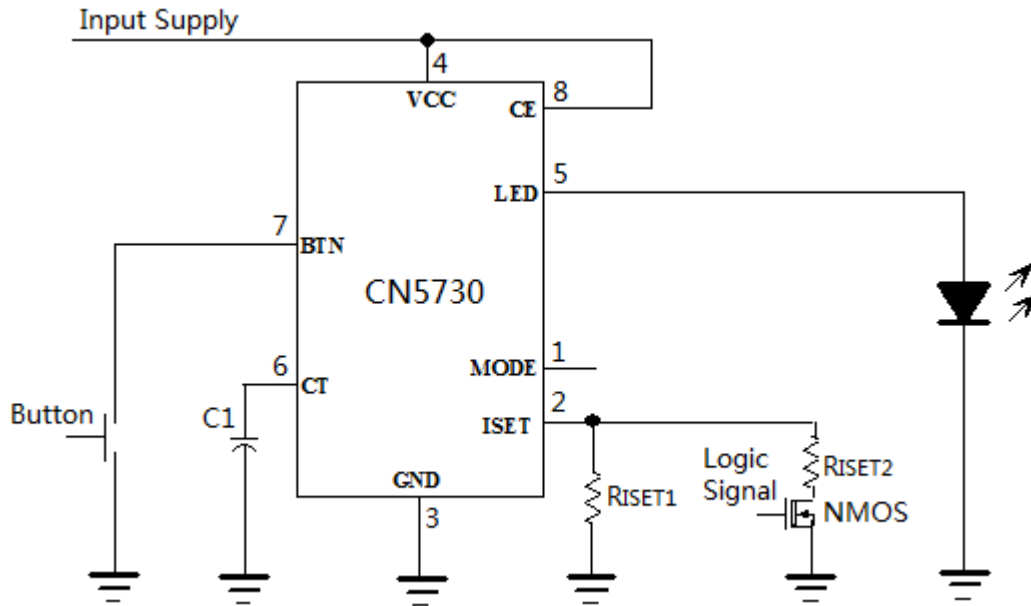 Input Supply
4
VCC
8
CE
5
LED
7
BTN
CN5730
1
MODE
6
CT
2
ISET
Button
C1
Logic
Signal
RISET2
RISET1
NMOS
GND
3